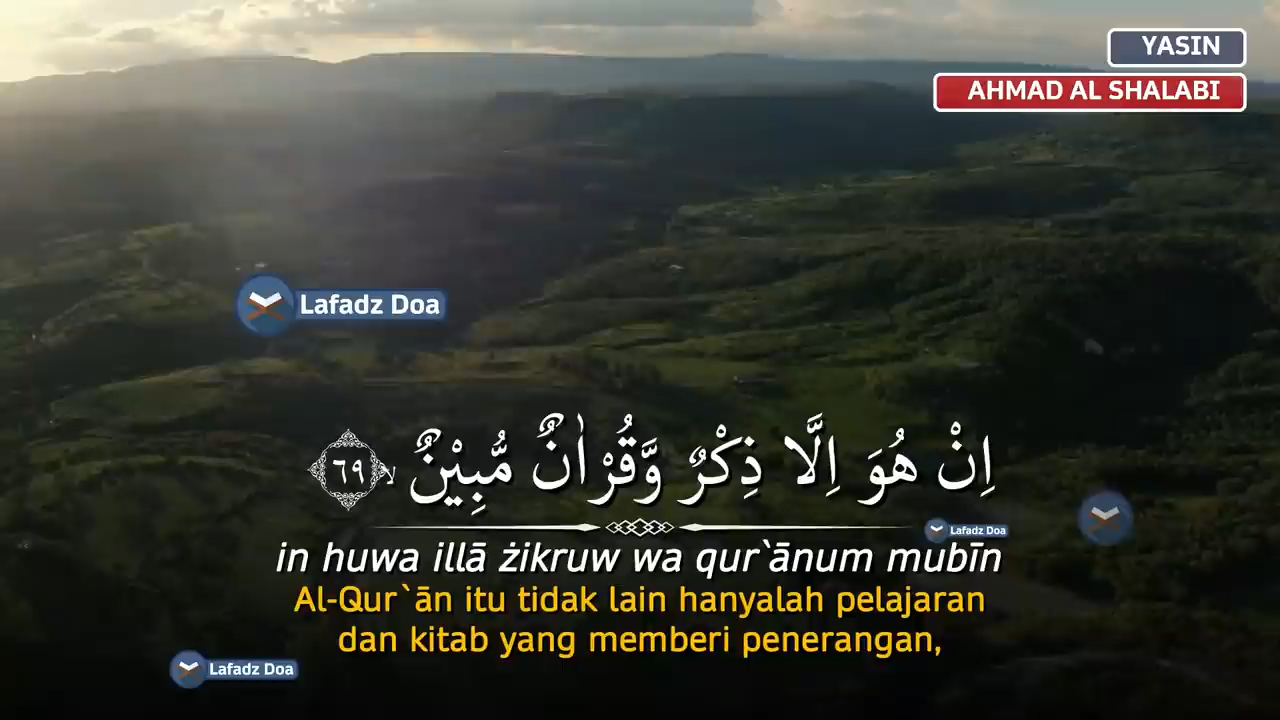 YASIN
AHMAD AL SHALABI
Lafadz Doa
اِنْ هُوَ اِلَّا ذِكْرٌ وَّقُرْاٰنٌ مُّبِيْنٌ ۙ ٦٩
Lafadz Doa
in huwa illā żikruw wa qur`ānum mubīn
Al-Qur`ān itu tidak lain hanyalah pelajaran
dan kitab yang memberi penerangan,
Lafadz Doa